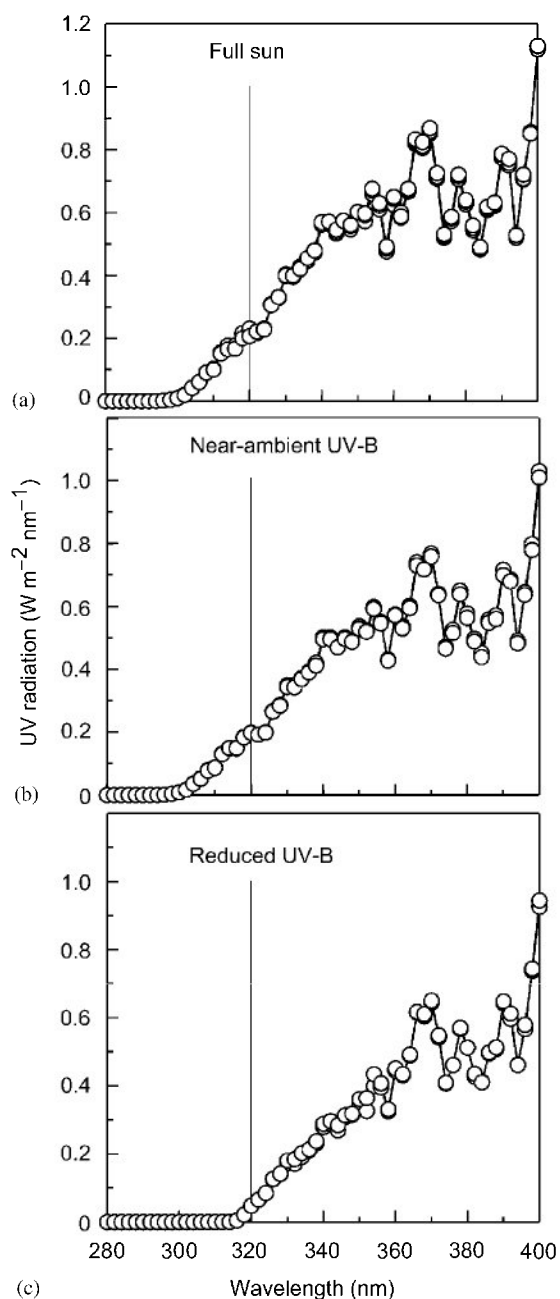 1.2
Full sun
1.0
0.8
0.6
0.4
0.2
0
(a)
Near-ambient UV-B
1.0
0.8
0.6
0.4
0.2
0
(b)
UV radiation (W m⁻² nm⁻¹)
Reduced UV-B
1.0
0.8
0.6
0.4
0.2
0
280 300 320 340 360 380 400
(c) Wavelength (nm)